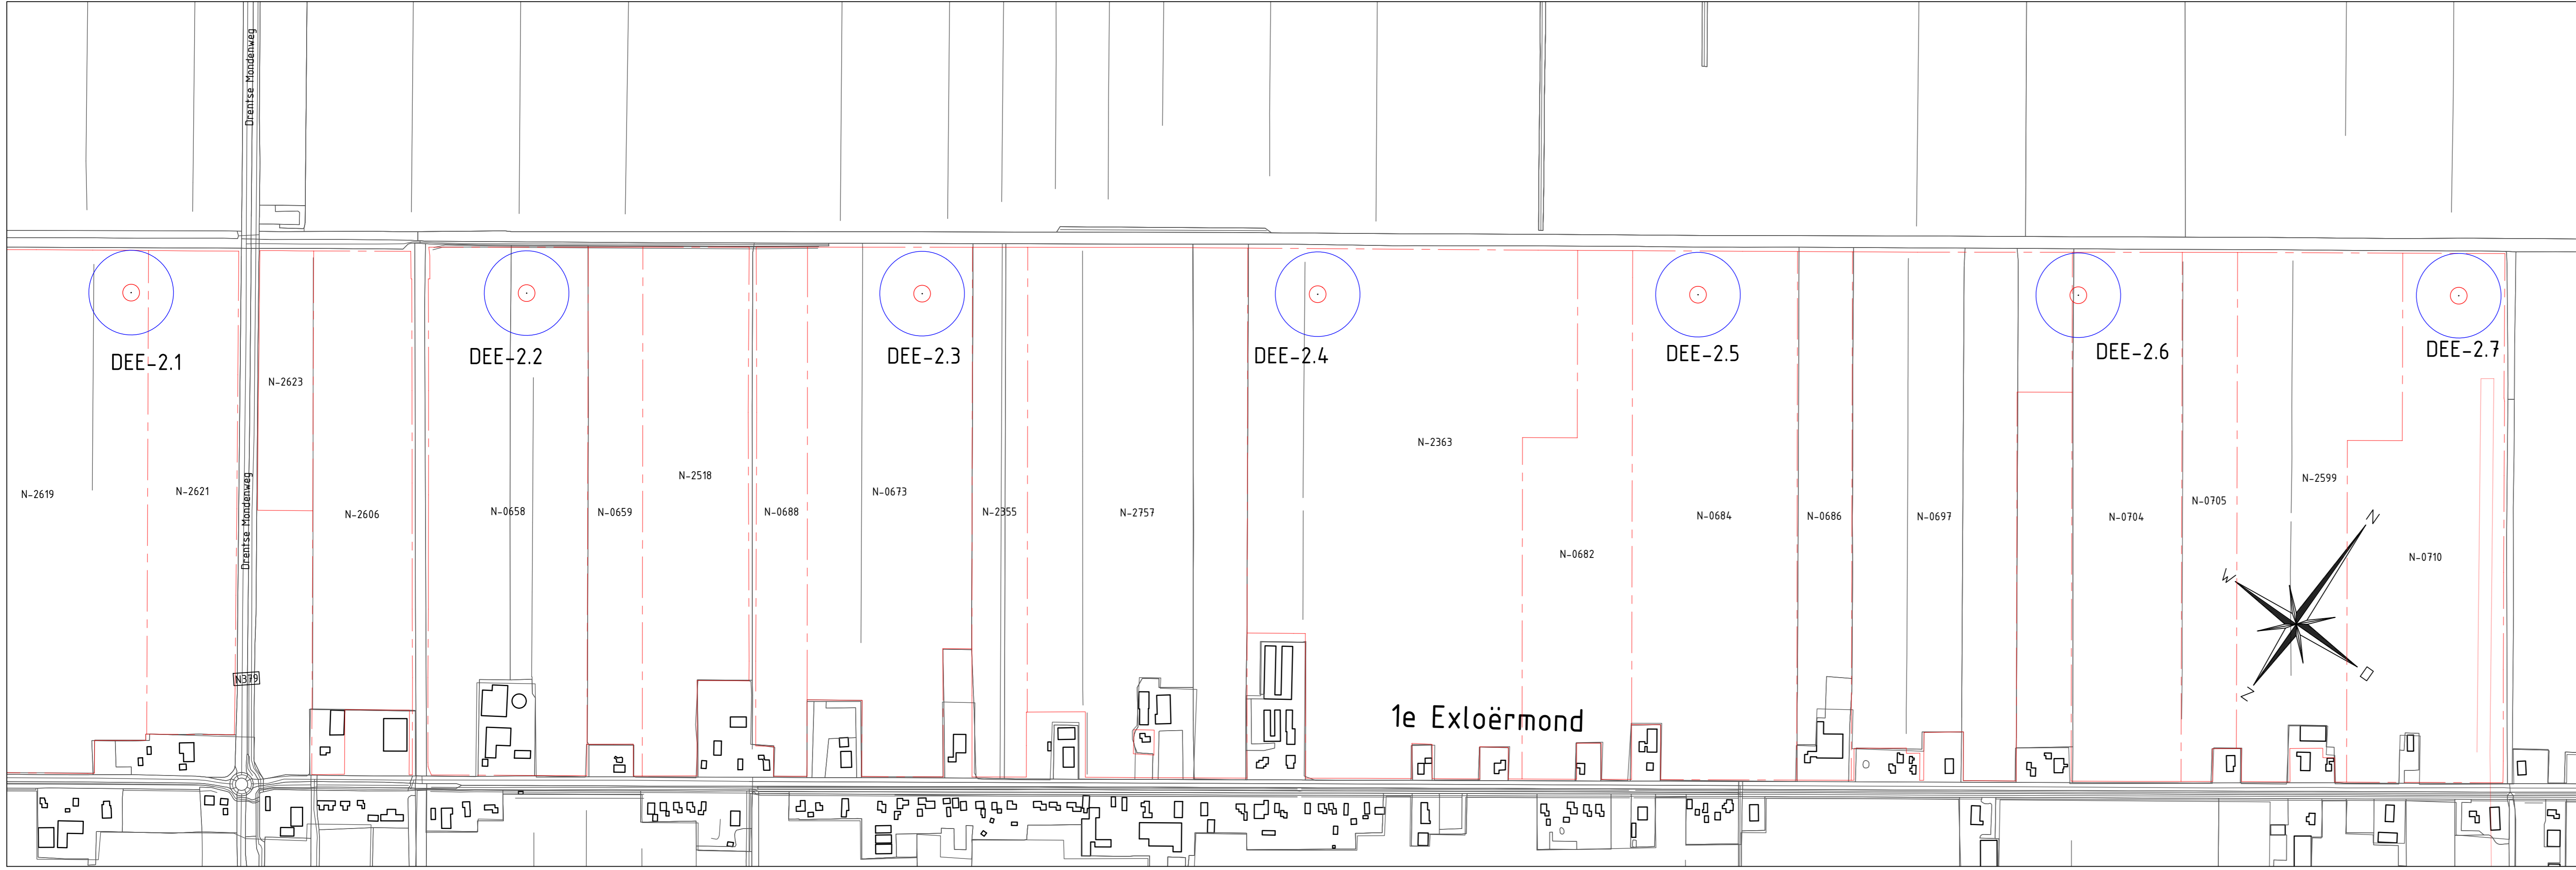 Drentse Mondenweg
DEE-2.1
DEE-2.2
DEE-2.3
DEE-2.4
DEE-2.5
DEE-2.6
DEE-2.7
N-2623
N-2363
N-2518
N-2599
N-2619
N-2621
N-0673
N-0705
N-2606
N-0658
N-0659
N-0688
N-2355
N-2757
N-0684
N-0686
N-0697
N-0704
Drentse Mondenweg
N-0682
N-0710
N
W
O
Z
N379
1e Exloërmond